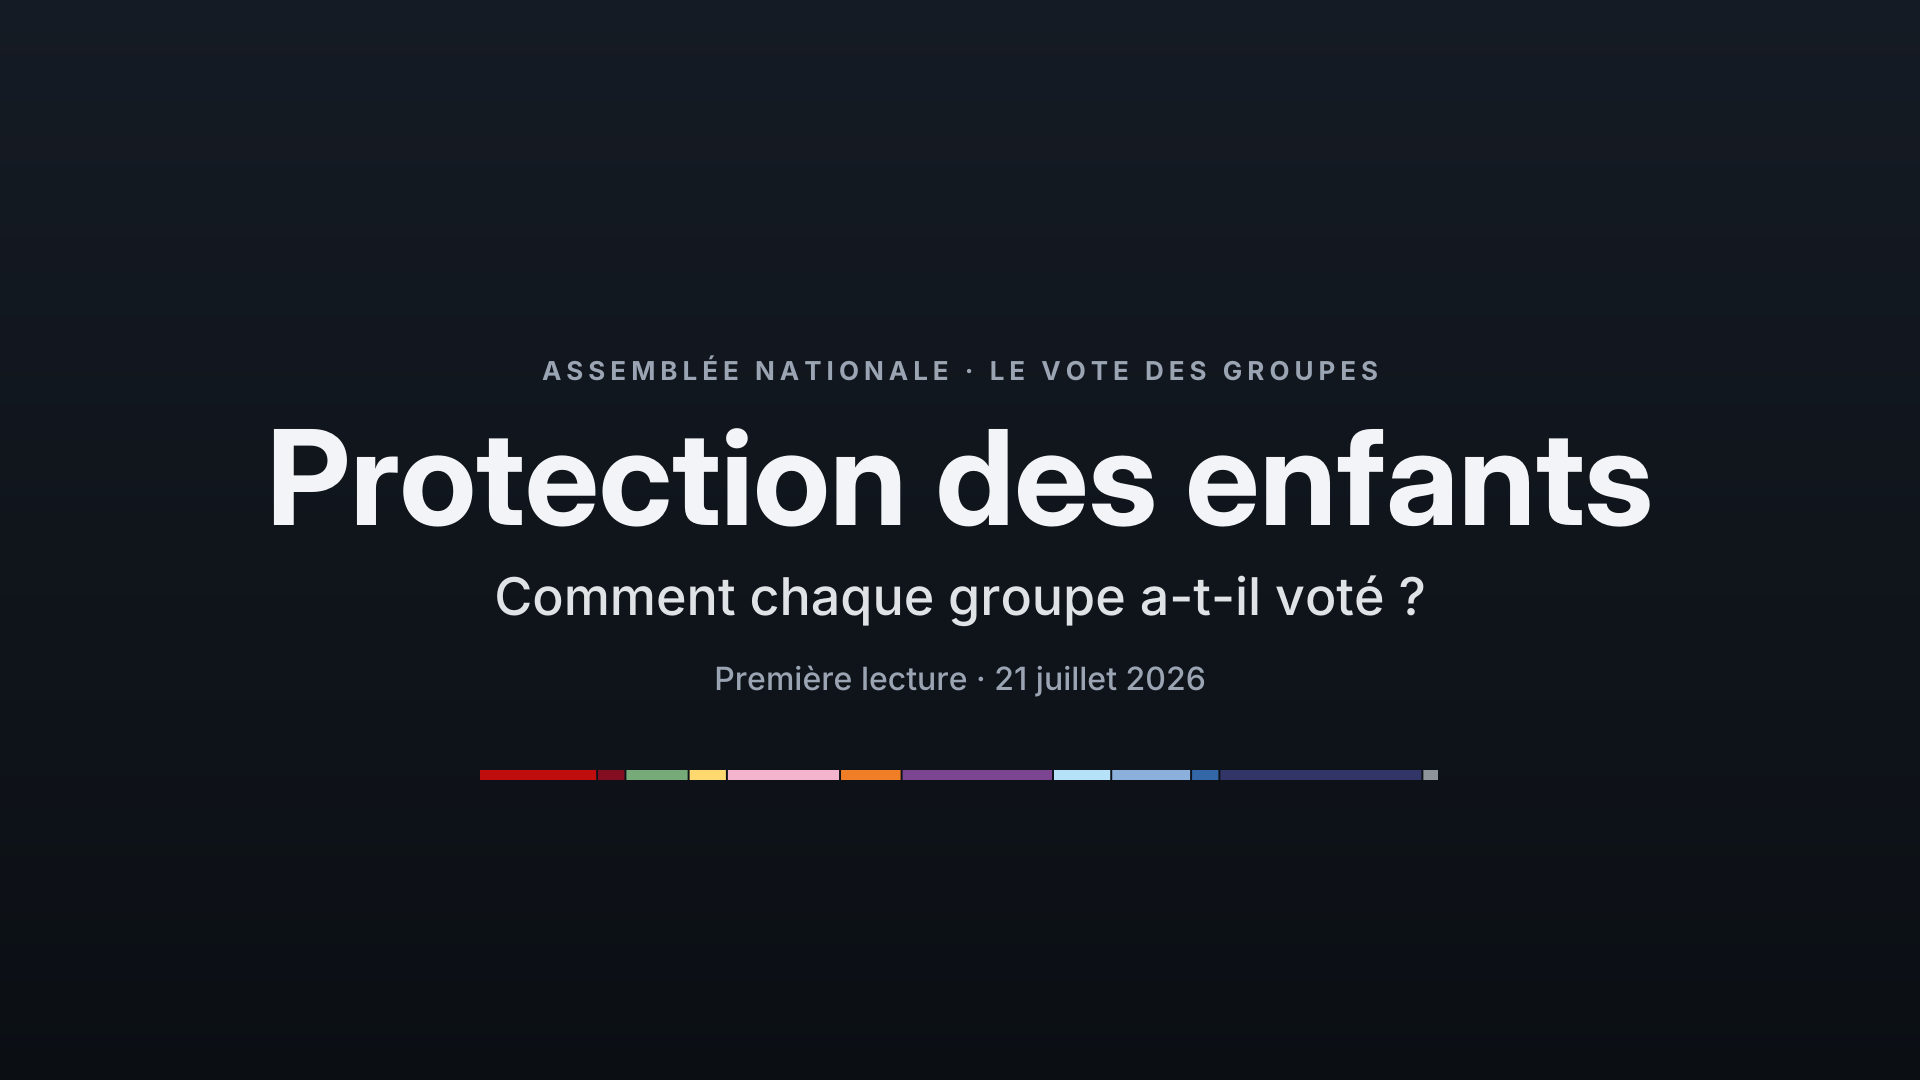 ASSEMBLÉE NATIONALE · LE VOTE DES GROUPES
Protection des enfants
Comment chaque groupe a-t-il voté ?
Première lecture · 21 juillet 2026